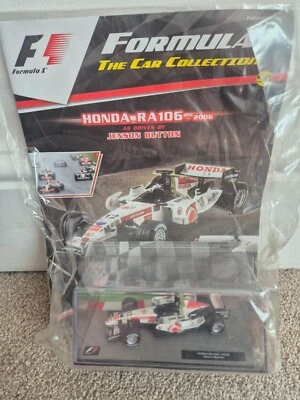 F1
Formula 1®
FORMULA
THE CAR COLLECTION
HONDA RA106 - 2006
AS DRIVEN BY
JENSON BUTTON
HONDA